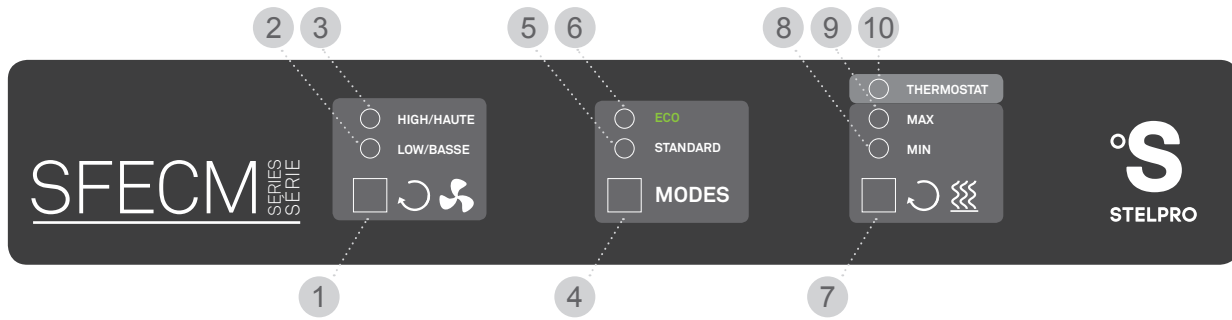 2 3 5 6 8 9 10
THERMOSTAT
HIGH/HAUTE ECO MAX
LOW/BASSE STANDARD MIN
SFECM SERIES
SÉRIE
MODES
°S
STELPRO
1 4 7